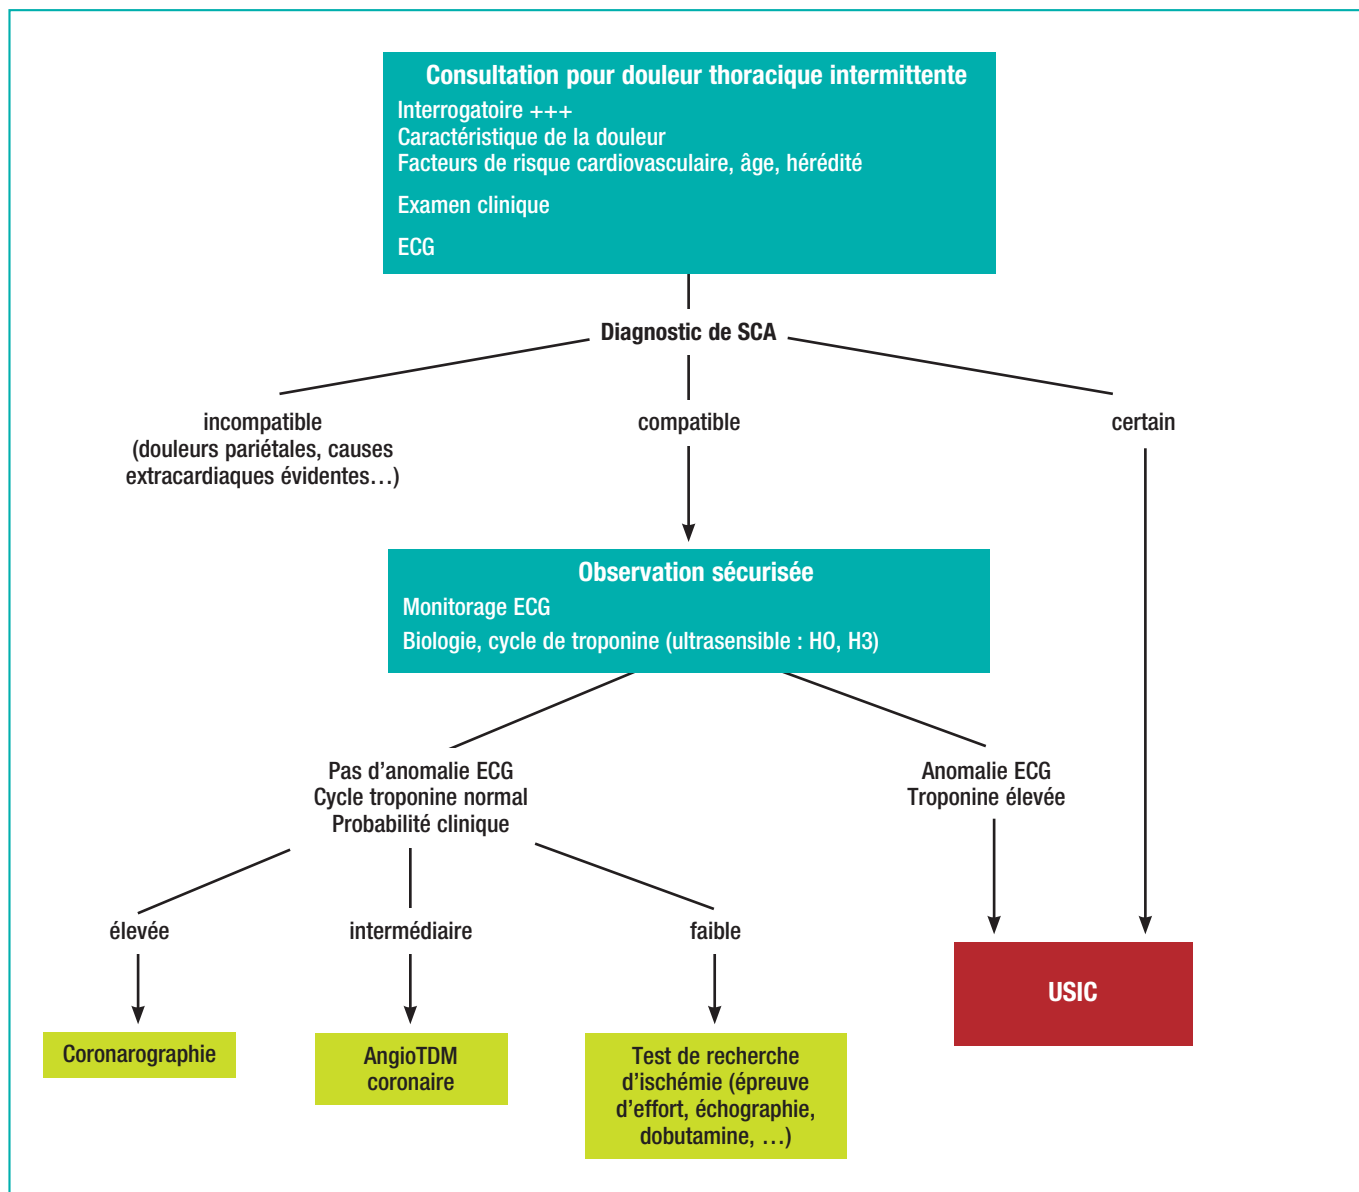 Consultation pour douleur thoracique intermittente
Interrogatoire +++
Caractéristique de la douleur
Facteurs de risque cardiovasculaire, âge, hérédité
Examen clinique
ECG
Diagnostic de SCA
incompatible
(douleurs pariétales, causes
extracardiaques évidentes…)
compatible
certain
Observation sécurisée
Monitorage ECG
Biologie, cycle de troponine (ultrasensible : HO, H3)
Pas d’anomalie ECG
Cycle troponine normal
Probabilité clinique
Anomalie ECG
Troponine élevée
élevée
intermédiaire
faible
Coronarographie
AngioTDM
coronaire
Test de recherche
d’ischémie (épreuve
d’effort, échographie,
dobutamine, …)
USIC